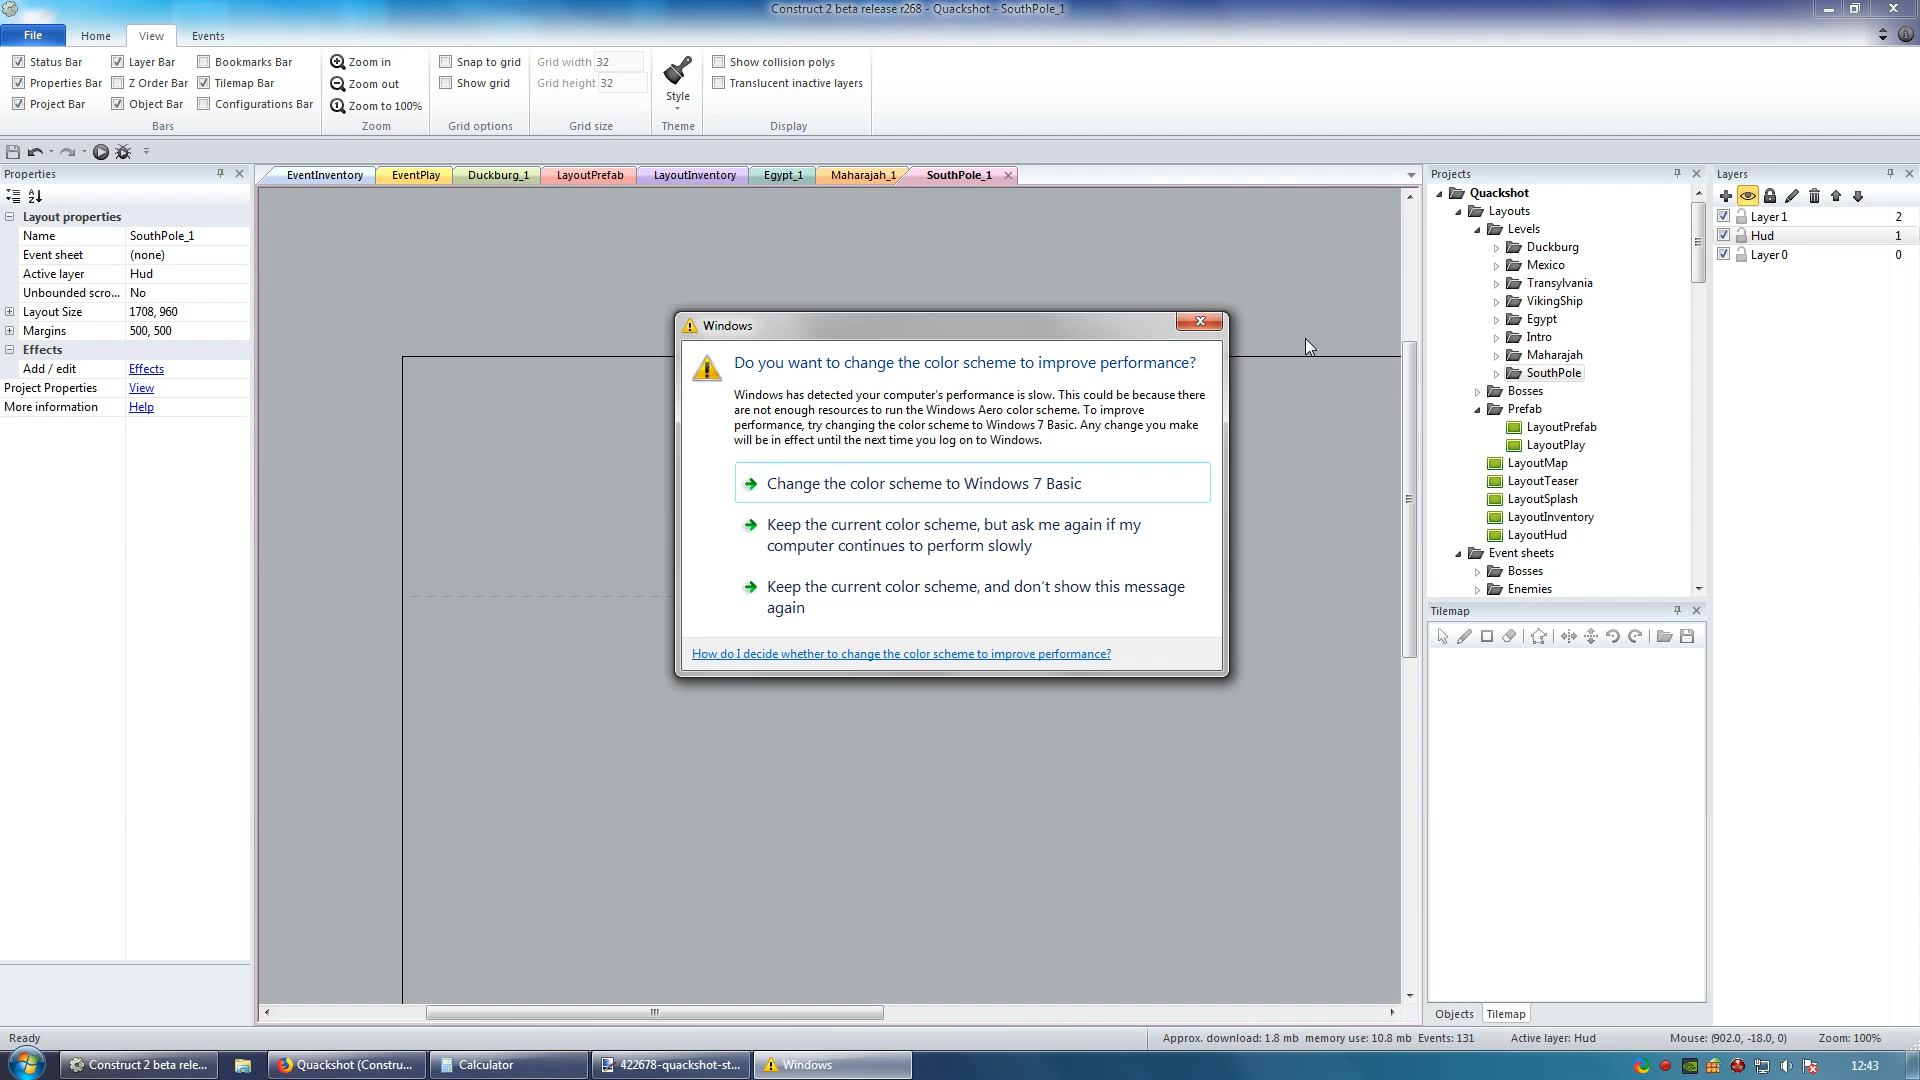 Construct 2 beta release r268 - Quackshot - SouthPole_1
File
Home
View
Events
Status Bar
Layer Bar
Bookmarks Bar
Properties Bar
Z Order Bar
Tilemap Bar
Project Bar
Object Bar
Configurations Bar
Bars
Zoom in
Zoom out
Zoom to 100%
Zoom
Snap to grid
Show grid
Grid options
Grid width 32
Grid height 32
Grid size
Style
Theme
Show collision polys
Translucent inactive layers
Display
Properties
EventInventory
EventPlay
Duckburg_1
LayoutPrefab
LayoutInventory
Egypt_1
Maharajah_1
SouthPole_1
Layout properties
Name SouthPole_1
Event sheet (none)
Active layer Hud
Unbounded scro... No
Layout Size 1708, 960
Margins 500, 500
Effects
Add / edit Effects
Project Properties View
More information Help
Windows
Do you want to change the color scheme to improve performance?
Windows has detected your computer's performance is slow. This could be because there
are not enough resources to run the Windows Aero color scheme. To improve
performance, try changing the color scheme to Windows 7 Basic. Any change you make
will be in effect until the next time you log on to Windows.
Change the color scheme to Windows 7 Basic
Keep the current color scheme, but ask me again if my
computer continues to perform slowly
Keep the current color scheme, and don't show this message
again
How do I decide whether to change the color scheme to improve performance?
Projects
Quackshot
Layouts
Levels
Duckburg
Mexico
Transylvania
VikingShip
Egypt
Intro
Maharajah
SouthPole
Bosses
Prefab
LayoutPrefab
LayoutPlay
LayoutMap
LayoutTeaser
LayoutSplash
LayoutInventory
LayoutHud
Event sheets
Bosses
Enemies
Tilemap
Objects
Tilemap
Layers
Layer 1 2
Hud 1
Layer 0 0
Ready
Approx. download: 1.8 mb memory use: 10.8 mb Events: 131
Active layer: Hud
Mouse: (902.0, -18.0, 0)
Zoom: 100%
Construct 2 beta rele...
Quackshot (Constru...
Calculator
422678-quackshot-st...
Windows
12:43